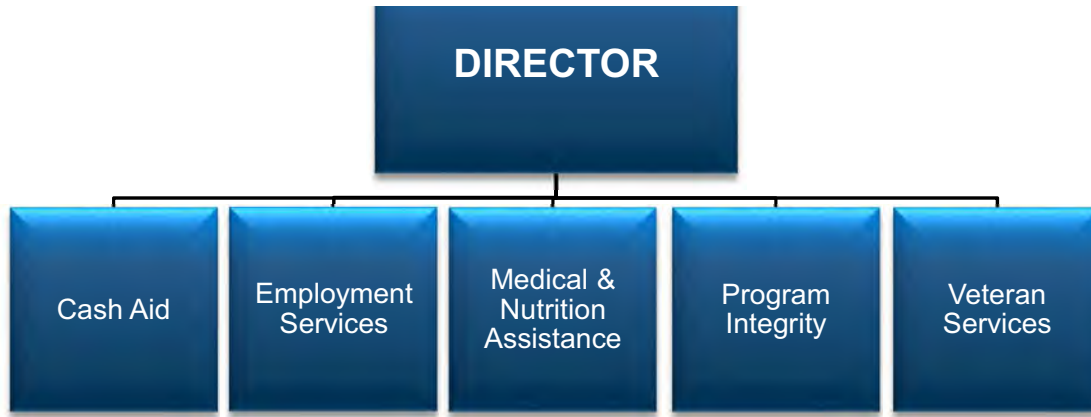 DIRECTOR
Cash Aid
Employment
Services
Medical &
Nutrition
Assistance
Program
Integrity
Veteran
Services